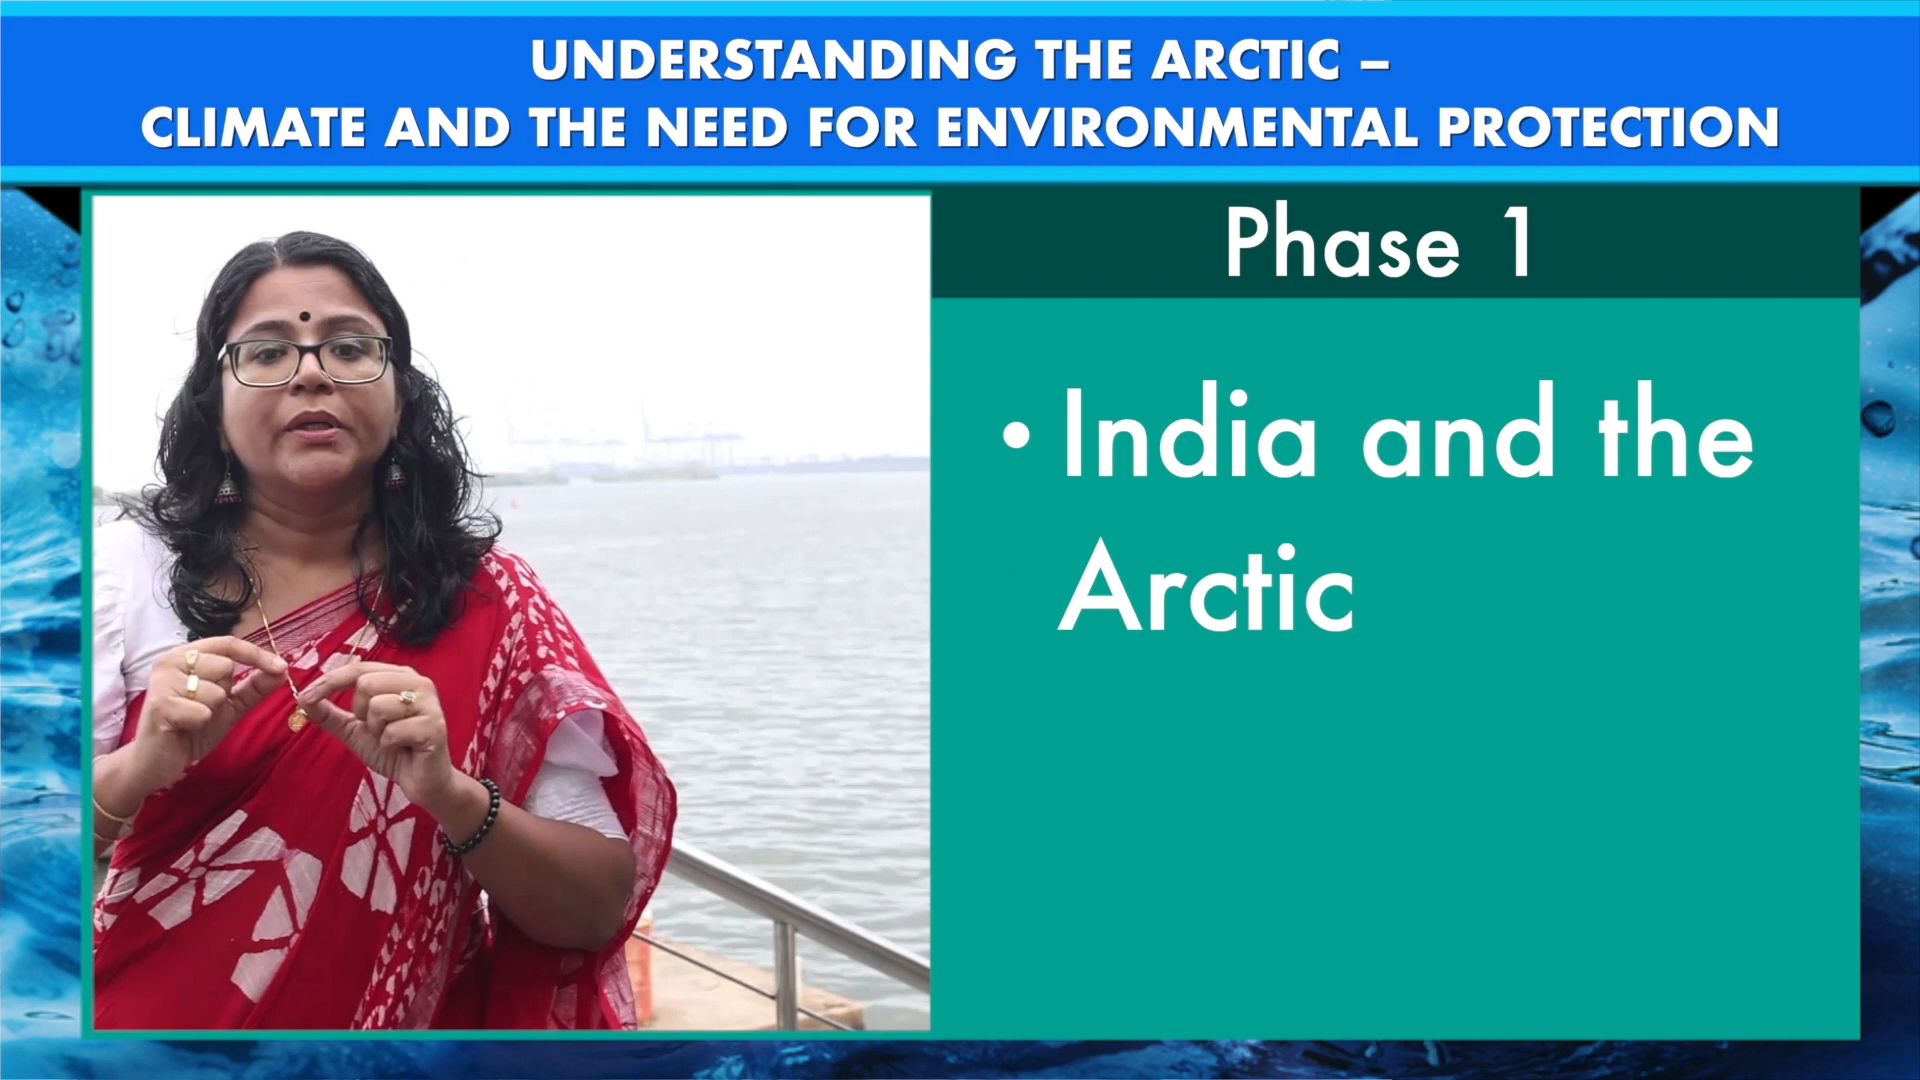 UNDERSTANDING THE ARCTIC –
CLIMATE AND THE NEED FOR ENVIRONMENTAL PROTECTION
Phase 1
• India and the
Arctic